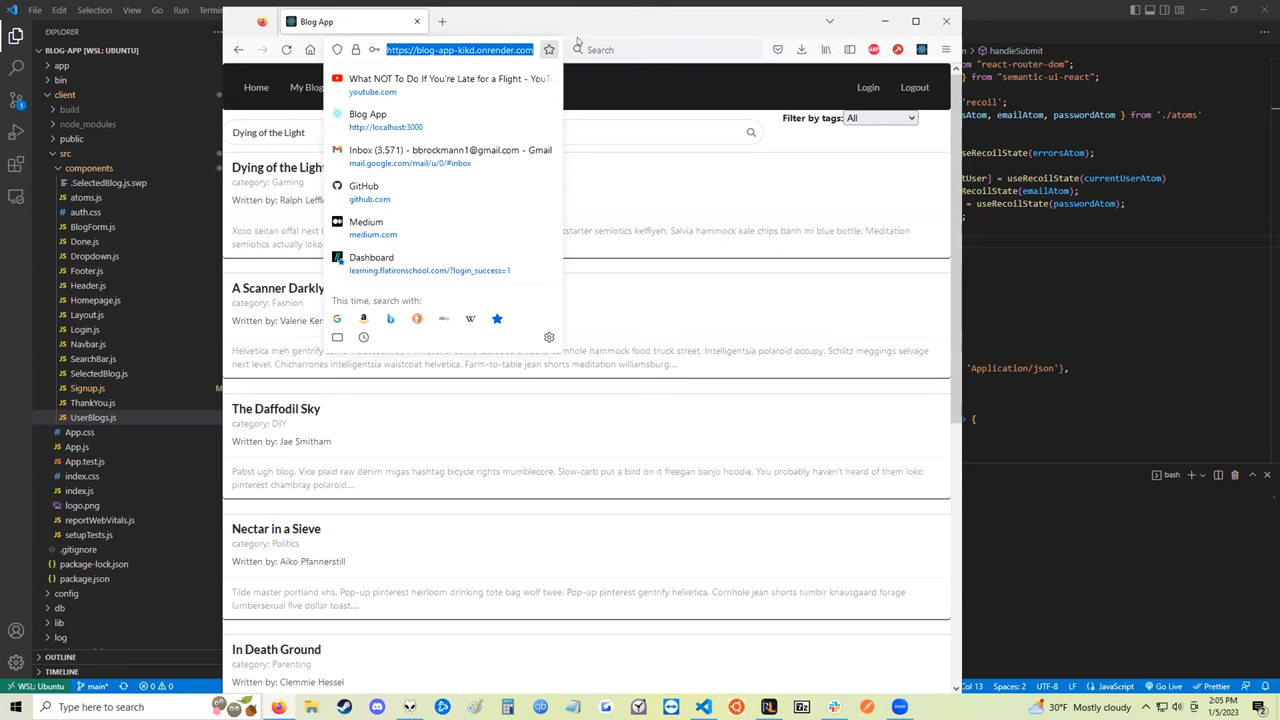 File
Edit
Selection
View
Go
Run
Blog App
EXPLORER
BLOG-APP [WSL: UBUNTU]
app
bin
client
build
node_modules
public
src
components
.SelectedBlog.js.swp
atoms.js
auth.css
BlogForm.js
Done.js
Dropdown.js
Footer.js
Header.js
Homepage.js
Layout.js
Login.js
NavBar.js
SearchBar.js
SelectedBlog.js
Signup.js
ThankYou.js
UserBlogs.js
App.css
App.js
App.test.js
index.css
index.js
logo.png
reportWebVitals.js
setupTests.js
.gitignore
package-lock.json
package.json
config
db
lib
log
OUTLINE
TIMELINE
M
https://blog-app-kikd.onrender.com
Search
Home
My Blog
Login
Logout
Dying of the Light
Filter by tags:
All
What NOT To Do If You're Late for a Flight - YouTu
youtube.com
Blog App
http://localhost:3000
Inbox (3.571) - bbrockmann1@gmail.com - Gmail
mail.google.com/mail/u/0/#inbox
GitHub
github.com
Medium
medium.com
Dashboard
learning.flatironschool.com/?login_success=1
This time, search with:
Dying of the Light
category: Gaming
Written by: Ralph Leffle
Xoxo seitan offal next l
kstarter semiotics keffiyeh. Salvia hammock kale chips banh mi blue bottle. Meditation
semiotics actually loko
A Scanner Darkly
category: Fashion
Written by: Valerie Ker
Helvetica meh gentrify
cornhole hammock food truck street. Intelligentsia polaroid occupy. Schlitz meggings selvage
next level. Chicharrones intelligentsia waistcoat helvetica. Farm-to-table jean shorts meditation williamsburg....
The Daffodil Sky
category: DIY
Written by: Jae Smitham
Pabst ugh blog. Vice plaid raw denim migas hashtag bicycle rights mumblecore. Slow-carb put a bird on it freegan banjo hoodie. You probably haven't heard of them loko
pinterest chambray polaroid....
Nectar in a Sieve
category: Politics
Written by: Aiko Pfannerstill
Tilde master portland vhs. Pop-up pinterest heirloom drinking tote bag wolf twee. Pop-up pinterest gentrify helvetica. Cornhole jean shorts tumblr knausgaard forage
lumbersexual five dollar toast....
In Death Ground
category: Parenting
Written by: Clemmie Hessel
handleSubmit
"react-router-dom";
} from "semantic-ui-react";
'recoil';
sAtom, emailAtom, passwordAtom } from './atoms'
useRecoilState(errorsAtom);
tUser] = useRecoilState(currentUserAtom)
RecoilState(emailAtom);
= useRecoilState(passwordAtom);
'Application/json'},
=> {
bash
WSL: Ubuntu
main*
0
0
Col 13
Spaces: 2
UTF-8
LF
JavaScript
Go Live
Prettier
Type here to search
30°F Mostly cloudy
2:05 PM
1/5/2023
2